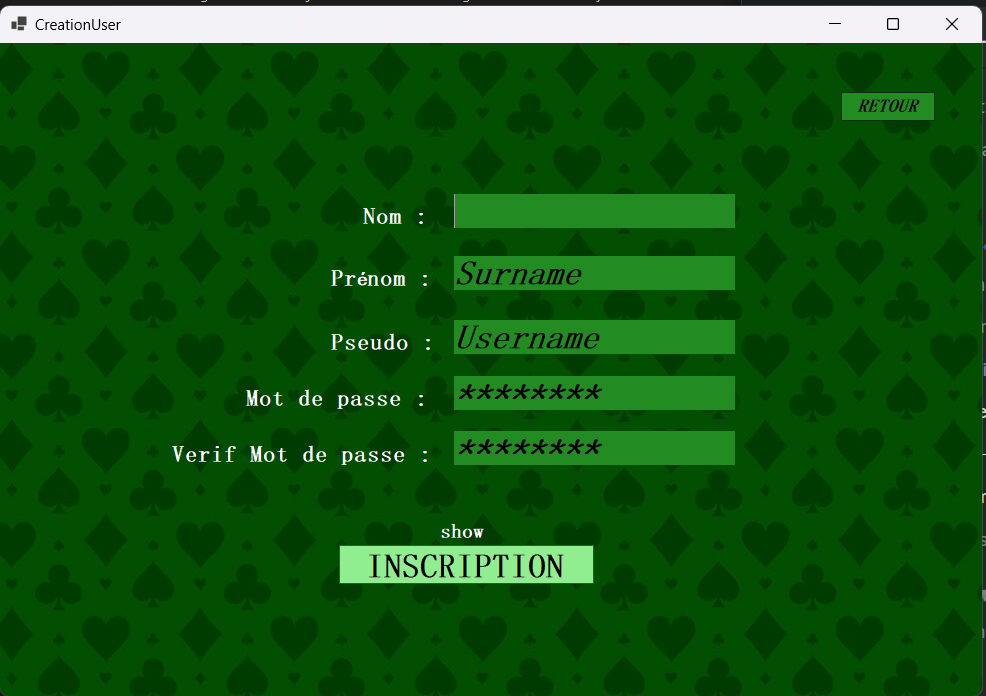 CreationUser
RETOUR
Nom :
Prénom : Surname
Pseudo : Username
Mot de passe : ********
Verif Mot de passe : ********
show
INSCRIPTION